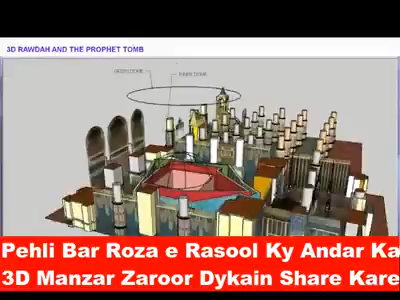 3D RAWDAH AND THE PROPHET TOMB
Pehli Bar Roza e Rasool Ky Andar Ka
3D Manzar Zaroor Dykain Share Kare